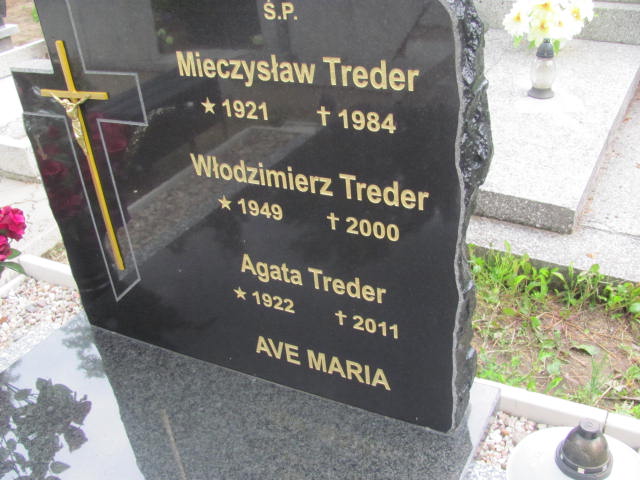 Ś.P.
Mieczysław Treder
★ 1921 † 1984
Włodzimierz Treder
★ 1949 † 2000
Agata Treder
★ 1922 † 2011
AVE MARIA